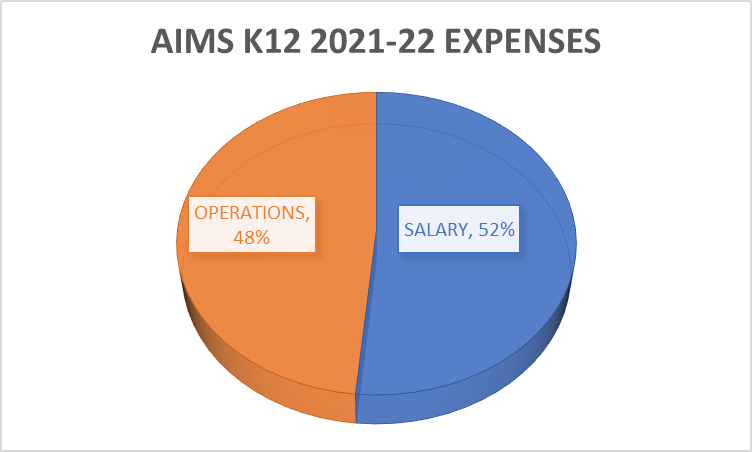 AIMS K12 2021-22 EXPENSES
OPERATIONS,
48%
SALARY, 52%